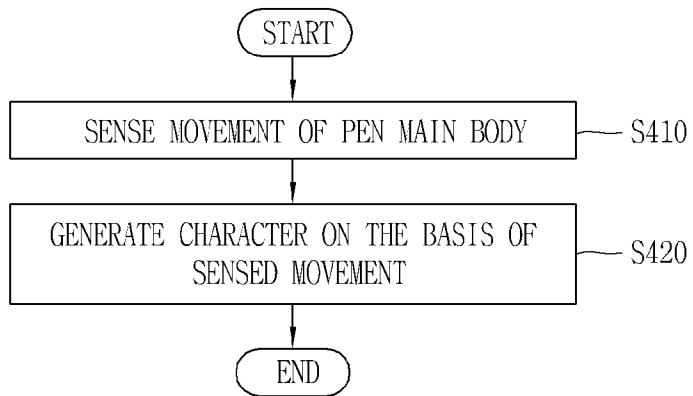 START
SENSE MOVEMENT OF PEN MAIN BODY
S410
GENERATE CHARACTER ON THE BASIS OF
SENSED MOVEMENT
S420
END